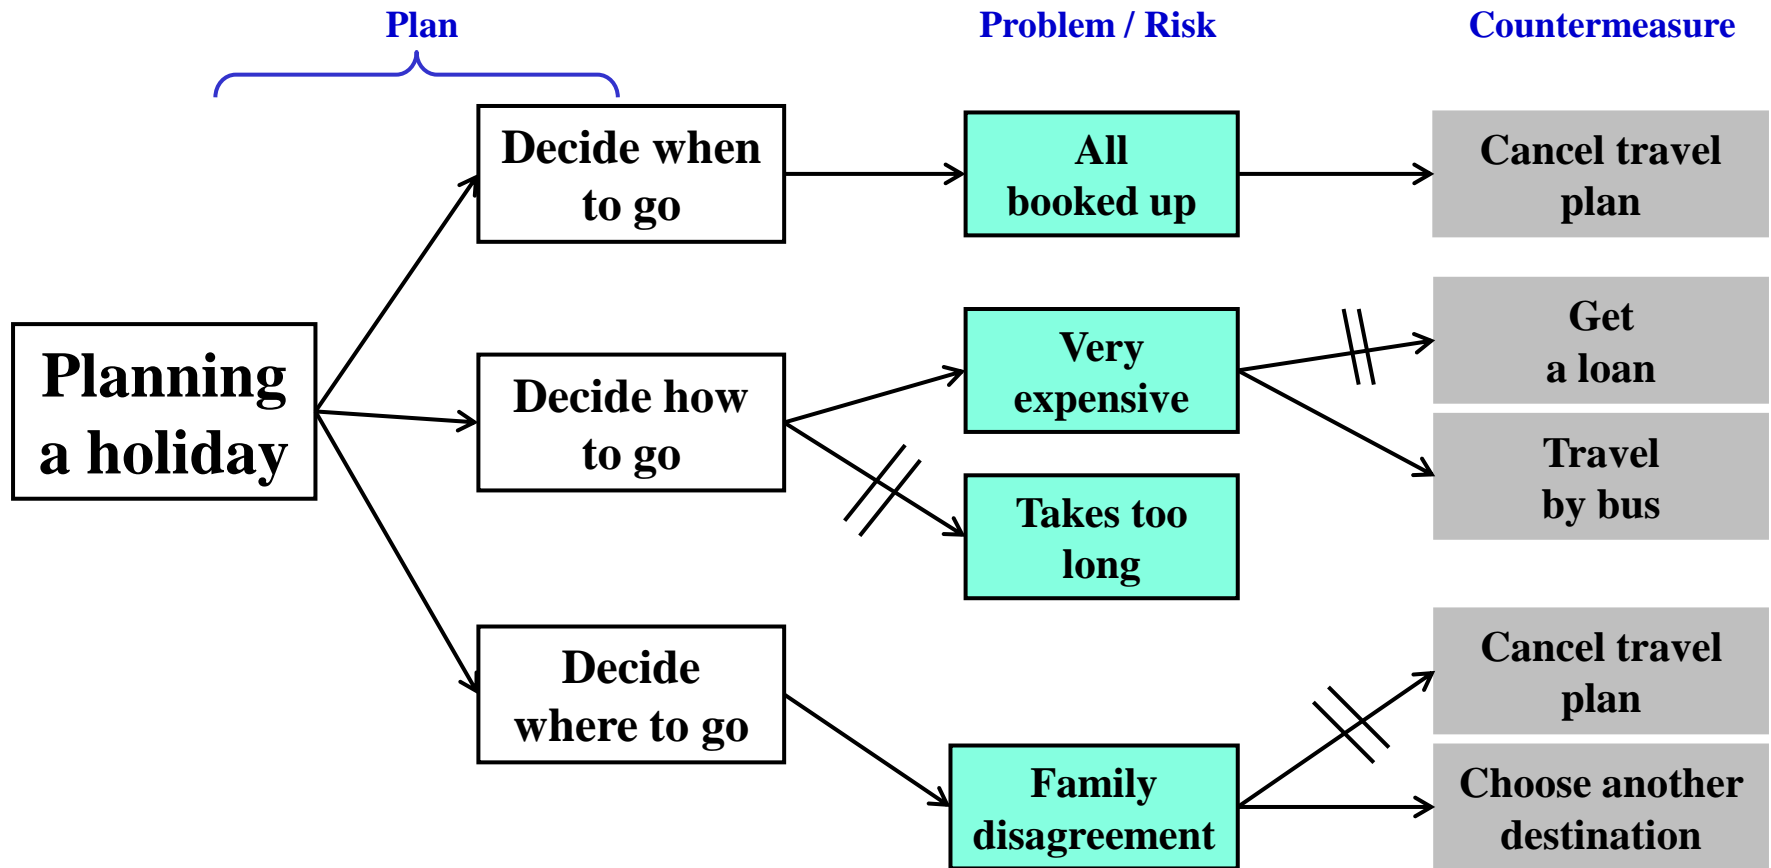 Plan
Problem / Risk
Countermeasure
Decide when
to go
All
booked up
Cancel travel
plan
Planning
a holiday
Decide how
to go
Very
expensive
Get
a loan
Travel
by bus
Takes too
long
Decide
where to go
Family
disagreement
Cancel travel
plan
Choose another
destination